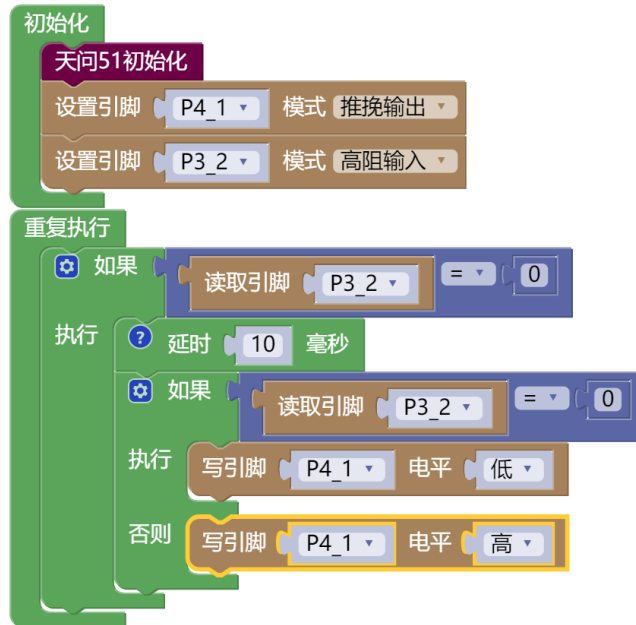 初始化
天问51初始化
设置引脚 P4_1 模式 推挽输出
设置引脚 P3_2 模式 高阻输入
重复执行
如果 读取引脚 P3_2 = 0
执行 ? 延时 10 毫秒
如果 读取引脚 P3_2 = 0
执行 写引脚 P4_1 电平 低
否则 写引脚 P4_1 电平 高